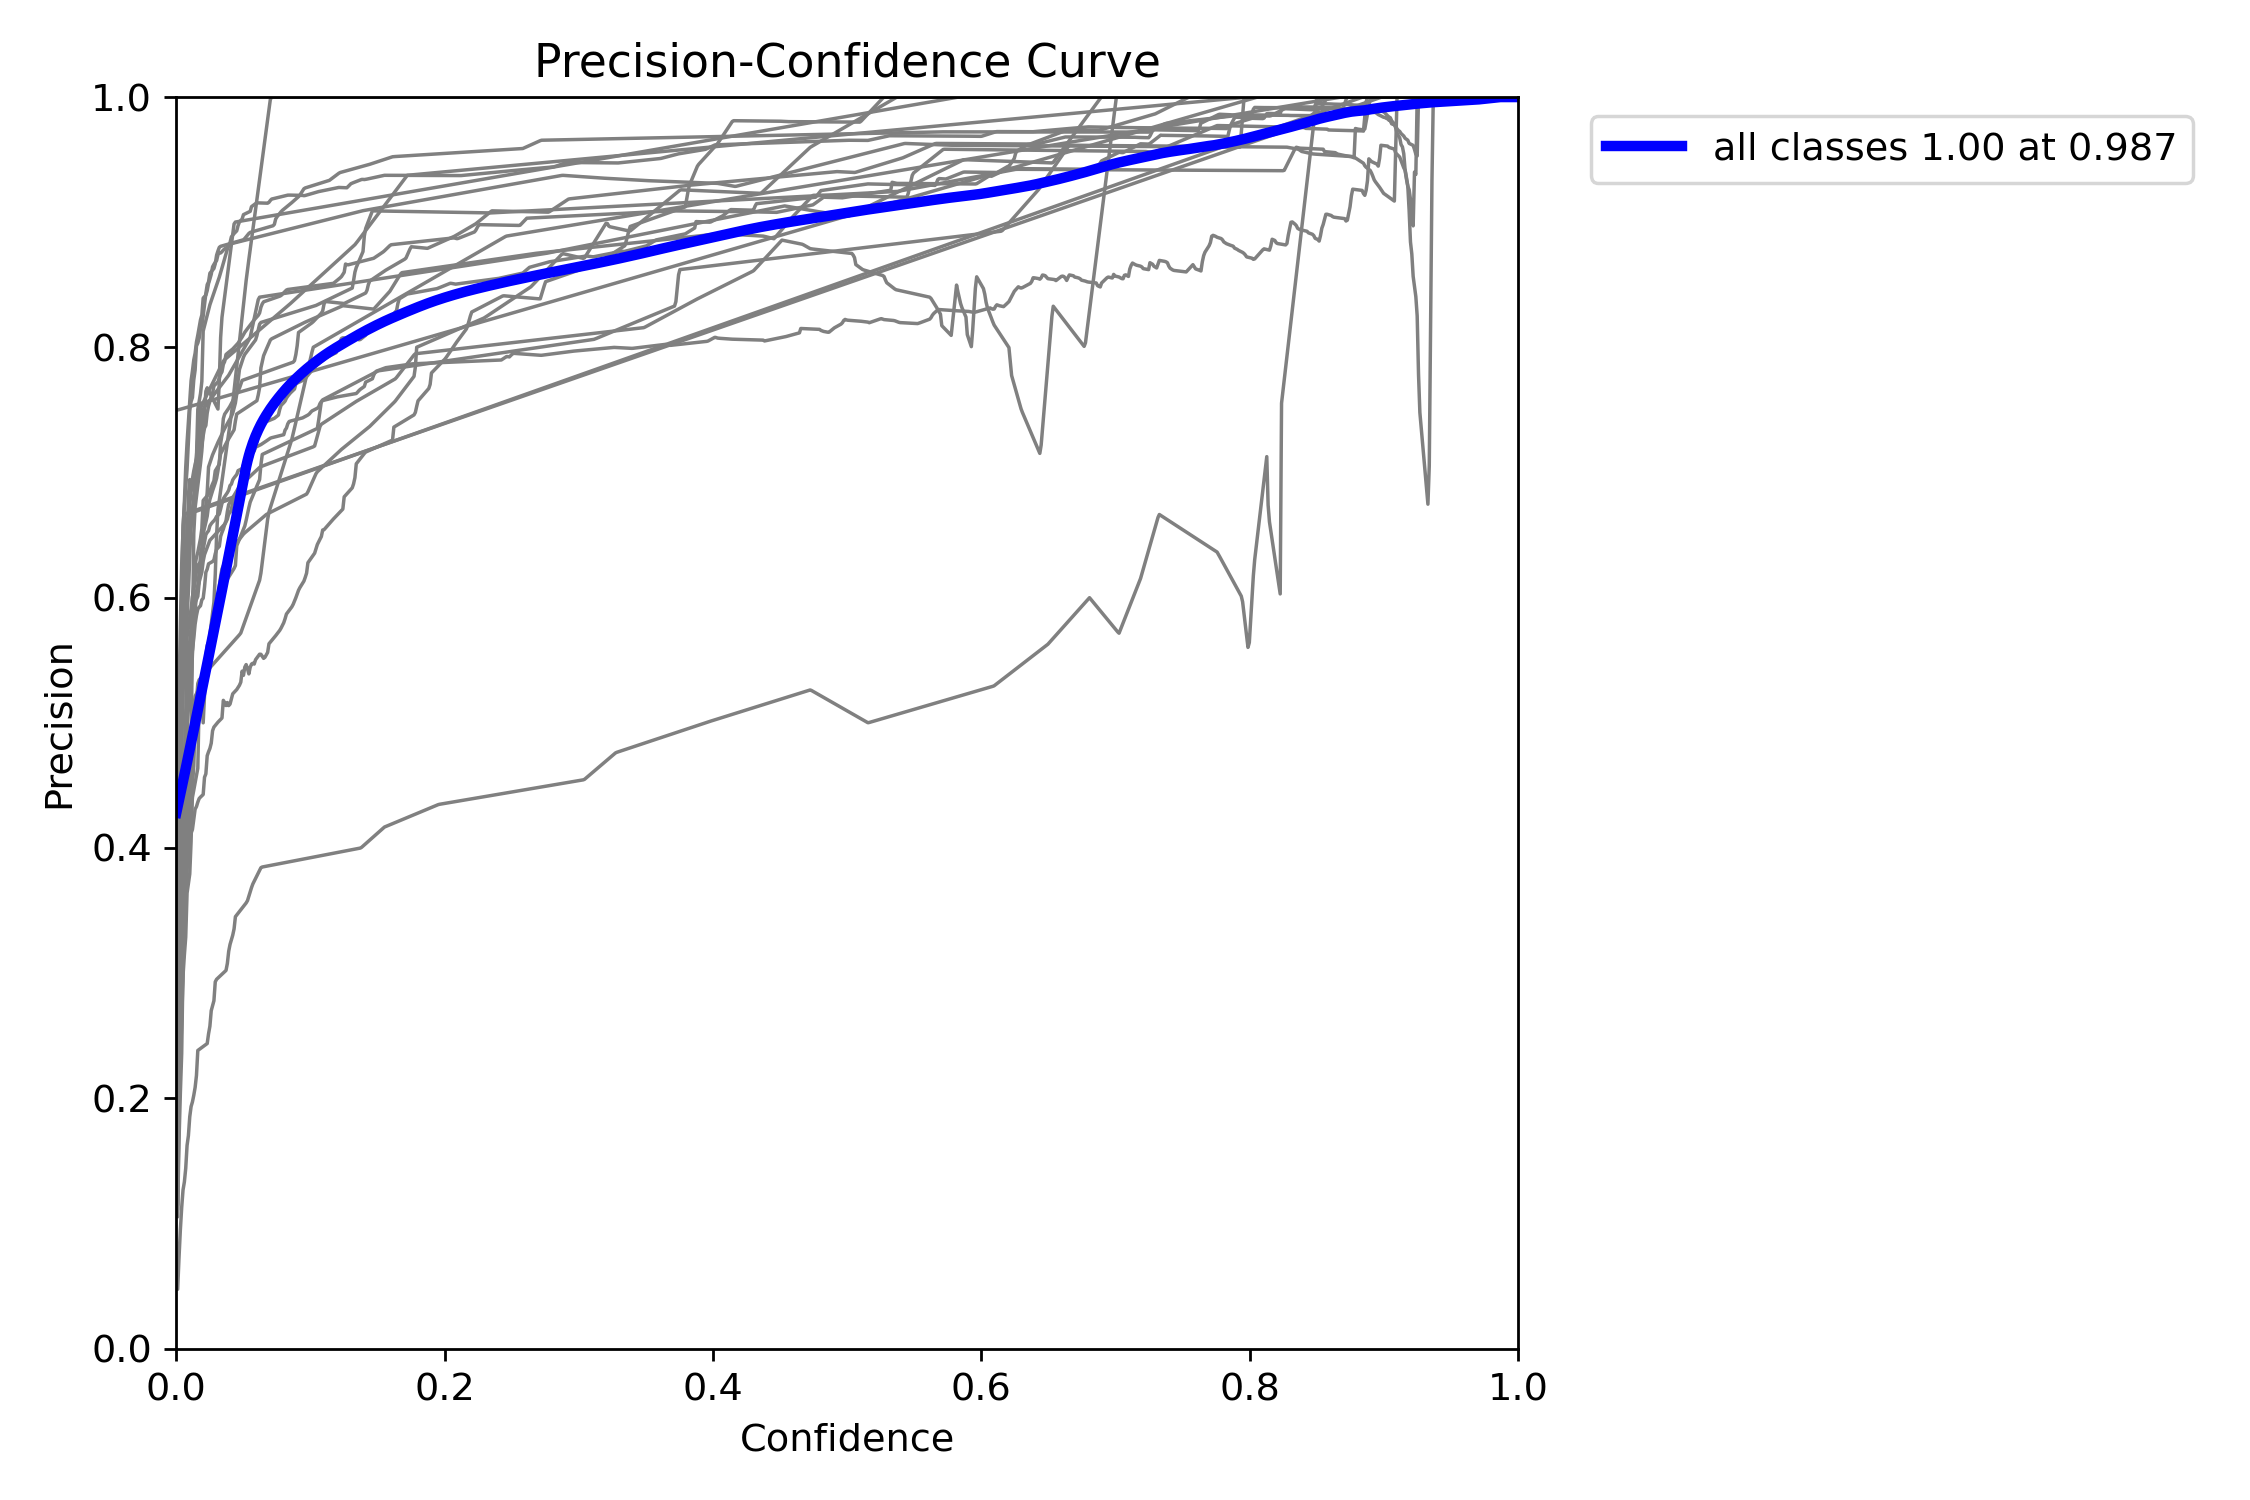 Precision-Confidence Curve
1.0
0.8
0.6
0.4
0.2
0.0
Precision
0.0 0.2 0.4 0.6 0.8 1.0
Confidence
all classes 1.00 at 0.987